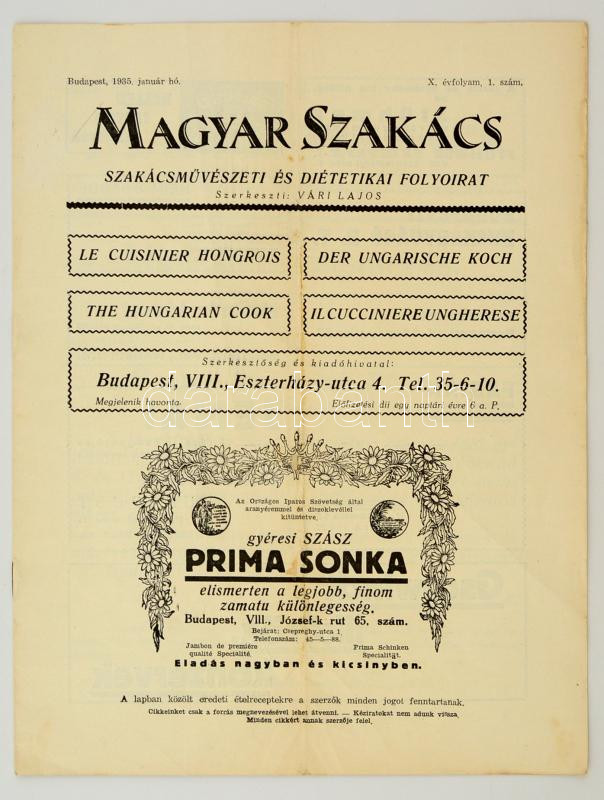 Budapest, 1935. január hó.
X. évfolyam, 1. szám.
MAGYAR SZAKÁCS
SZAKÁCSMŰVÉSZETI ÉS DIÉTETIKAI FOLYOIRAT
Szerkeszti: VÁRI LAJOS
LE CUISINIER HONGROIS
DER UNGARISCHE KOCH
THE HUNGARIAN COOK
IL CUCCINIERE UNGHERESE
Szerkesztőség és kiadóhivatal:
Budapest, VIII., Eszterházy-utca 4. Tel. 35-6-10.
Megjelenik havonta.
Előfizetési díj egy naptári évre 6 a. P.
darabanth
Az Országos Iparos Szövetség által
aranyéremmel és díszoklevéllel
kitüntetve.
gyéresi SZÁSZ
PRIMA SONKA
elismerten a legjobb, finom
zamatu különlegesség.
Budapest, VIII., József-k rut 65. szám.
Bejárat: Csepreghy-utca 1
Telefonszám: 45—5—88.
Jambon de premiére
qualité Specialité.
Prima Schinken
Specialität.
Eladás nagyban és kicsinyben.
A lapban közölt eredeti ételreceptekre a szerzők minden jogot fenntartanak.
Cikkeinket csak a forrás megnevezésével lehet átvenni. — Kéziratokat nem adunk vissza.
Minden cikkért annak szerzője felel.